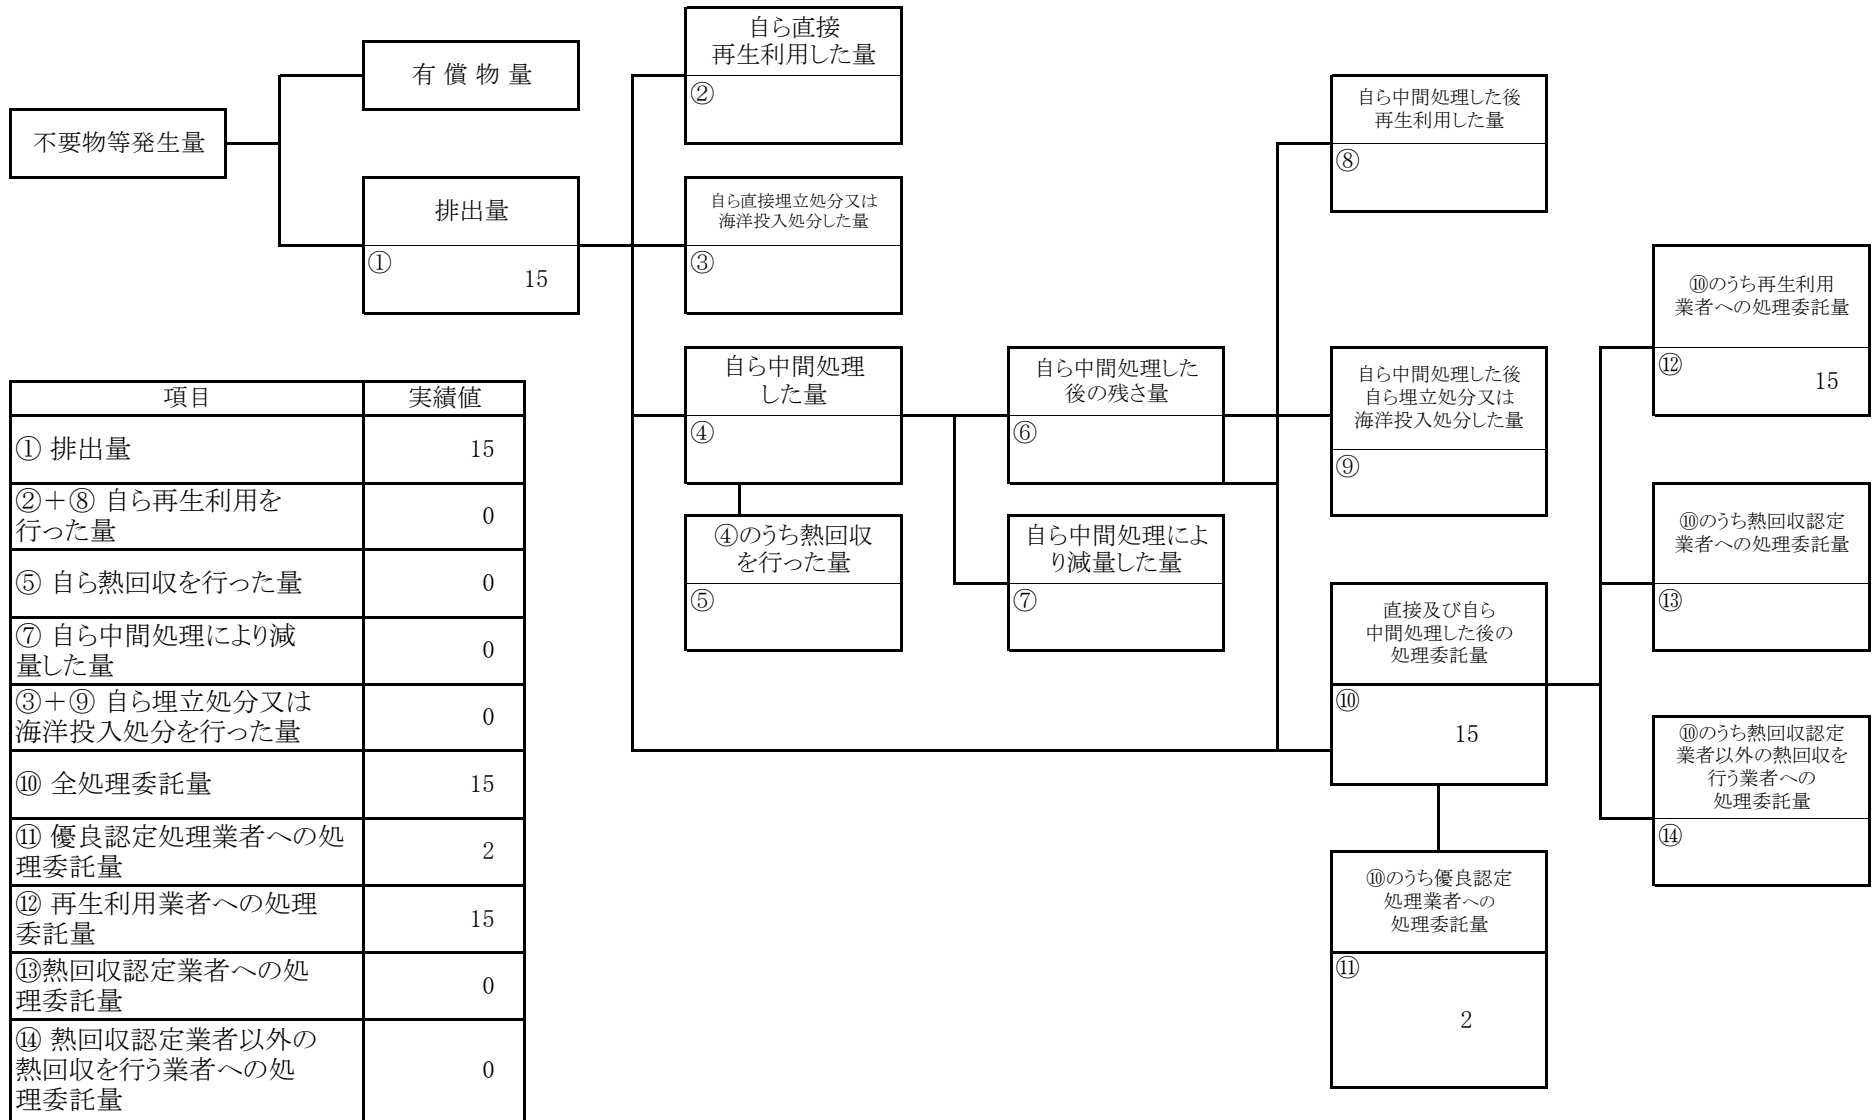 自ら直接
再生利用した量
②
有 償 物 量
不要物等発生量
排出量
①
15
自ら直接埋立処分又は
海洋投入処分した量
③
自ら中間処理した後
再生利用した量
⑧
自ら中間処理
した量
④
自ら中間処理した
後の残さ量
⑥
自ら中間処理した後
自ら埋立処分又は
海洋投入処分した量
⑨
④のうち熱回収
を行った量
⑤
自ら中間処理によ
り減量した量
⑦
直接及び自ら
中間処理した後の
処理委託量
⑩
15
⑩のうち優良認定
処理業者への
処理委託量
⑪
2
⑩のうち再生利用
業者への処理委託量
⑫
15
⑩のうち熱回収認定
業者への処理委託量
⑬
⑩のうち熱回収認定
業者以外の熱回収を
行う業者への
処理委託量
⑭
項目 実績値
① 排出量 15
②＋⑧ 自ら再生利用を
行った量 0
⑤ 自ら熱回収を行った量 0
⑦ 自ら中間処理により減
量した量 0
③＋⑨ 自ら埋立処分又は
海洋投入処分を行った量 0
⑩ 全処理委託量 15
⑪ 優良認定処理業者への処
理委託量 2
⑫ 再生利用業者への処理
委託量 15
⑬熱回収認定業者への処
理委託量 0
⑭ 熱回収認定業者以外の
熱回収を行う業者への処
理委託量 0